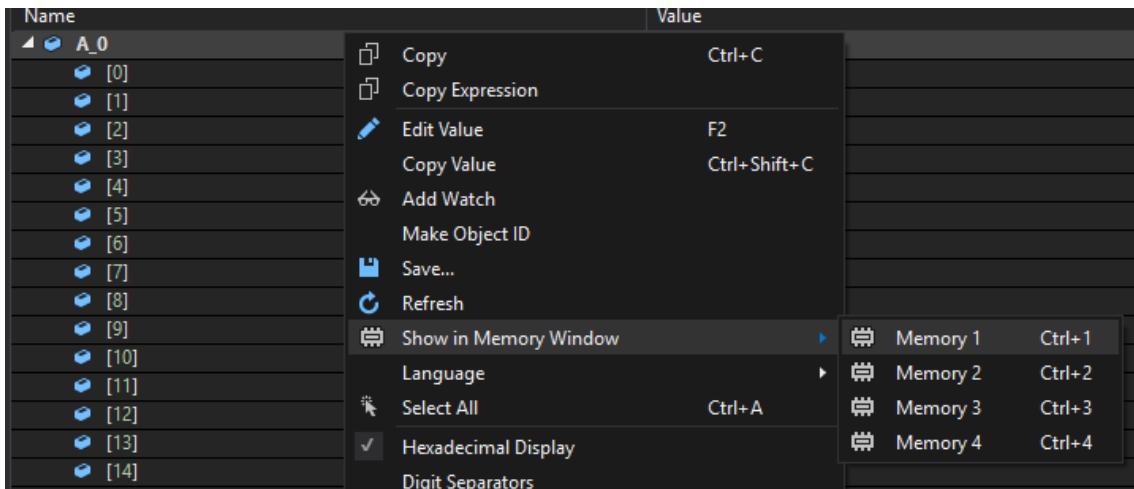 Name Value
A_0
[0]
[1]
[2]
[3]
[4]
[5]
[6]
[7]
[8]
[9]
[10]
[11]
[12]
[13]
[14]
Copy Ctrl+C
Copy Expression
Edit Value F2
Copy Value Ctrl+Shift+C
Add Watch
Make Object ID
Save...
Refresh
Show in Memory Window
Language
Select All Ctrl+A
Hexadecimal Display
Digit Separators
Memory 1 Ctrl+1
Memory 2 Ctrl+2
Memory 3 Ctrl+3
Memory 4 Ctrl+4